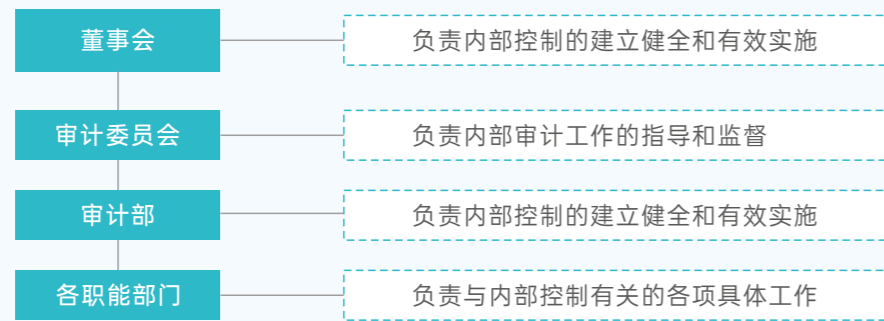 董事会
负责内部控制的建立健全和有效实施
审计委员会
负责内部审计工作的指导和监督
审计部
负责内部控制的建立健全和有效实施
各职能部门
负责与内部控制有关的各项具体工作